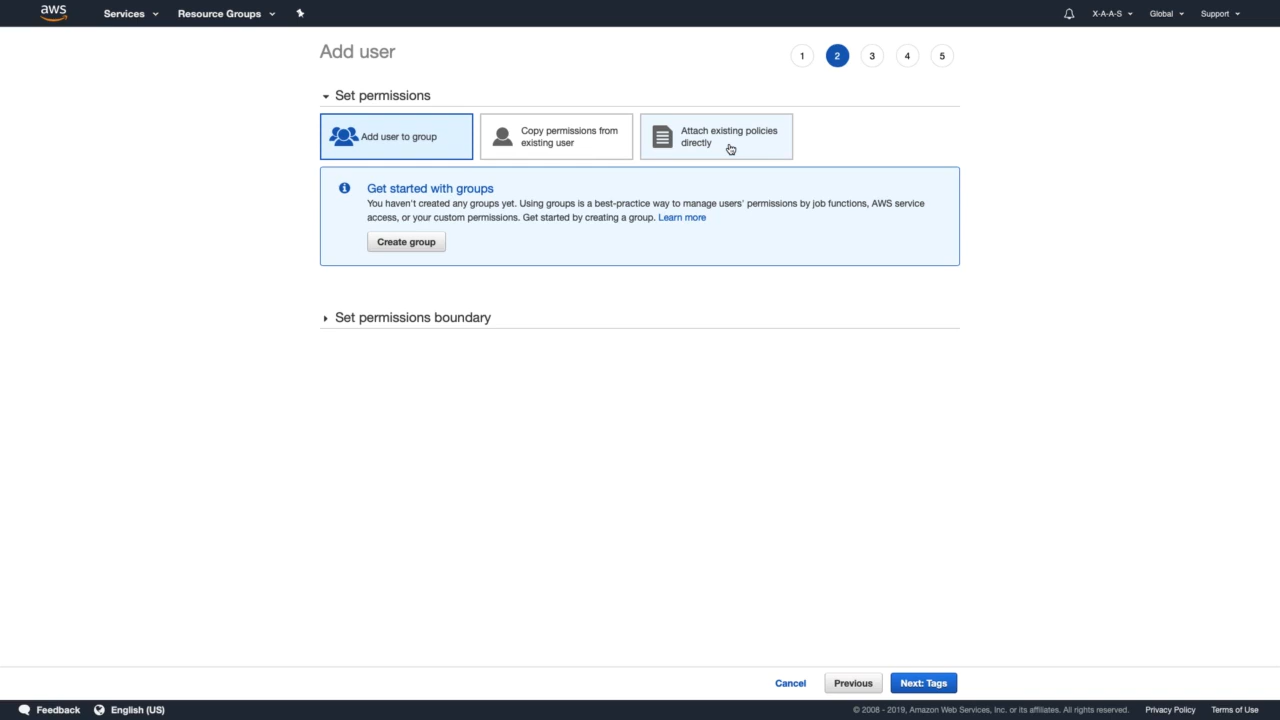 aws
Services
Resource Groups
X-A-A-S
Global
Support
Add user
1
2
3
4
5
Set permissions
Add user to group
Copy permissions from
existing user
Attach existing policies
directly
Get started with groups
You haven't created any groups yet. Using groups is a best-practice way to manage users' permissions by job functions, AWS service
access, or your custom permissions. Get started by creating a group. Learn more
Create group
Set permissions boundary
Cancel
Previous
Next: Tags
Feedback
English (US)
© 2008 - 2019, Amazon Web Services, Inc. or its affiliates. All rights reserved.
Privacy Policy
Terms of Use